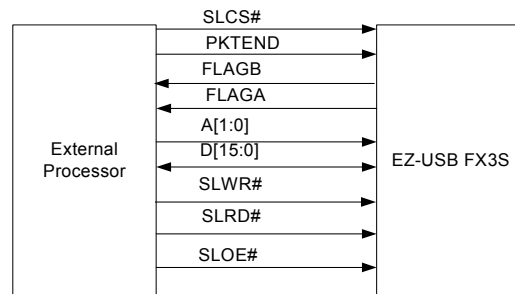 SLCS#
PKTEND
FLAGB
FLAGA
A[1:0]
D[15:0]
SLWR#
SLRD#
SLOE#
External
Processor
EZ-USB FX3S